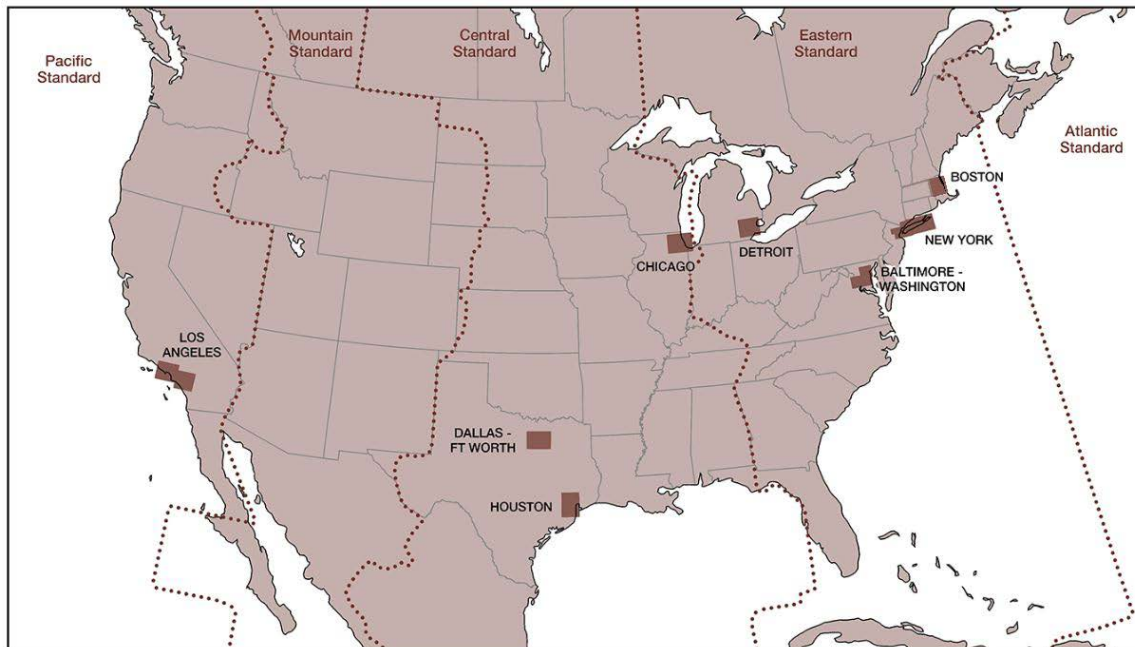 Pacific
Standard
Mountain
Standard
Central
Standard
Eastern
Standard
Atlantic
Standard
BOSTON
NEW YORK
DETROIT
CHICAGO
BALTIMORE -
WASHINGTON
LOS
ANGELES
DALLAS -
FT WORTH
HOUSTON